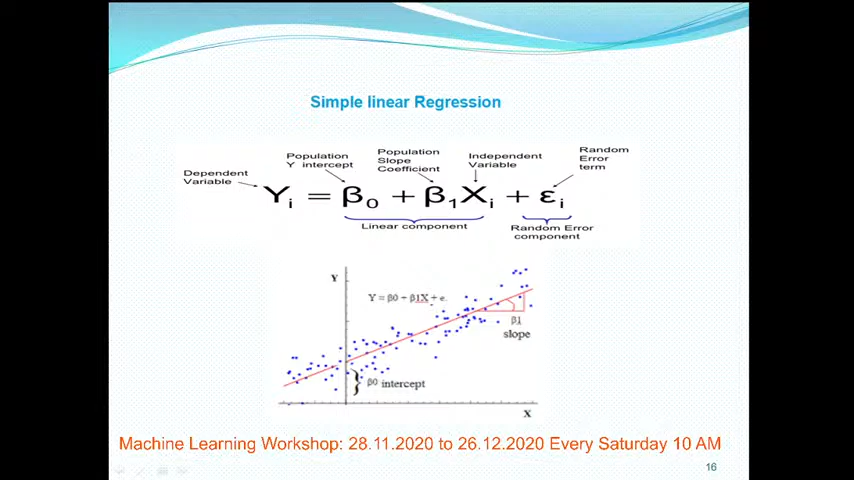 Simple linear Regression
Population
Y intercept
Population
Slope
Coefficient
Independent
Variable
Random
Error
term
Dependent
Variable
Yi = β0 + β1Xi + εi
Linear component
Random Error
component
Y
Y = β0 + β1X + e
β1
slope
β0 intercept
X
Machine Learning Workshop: 28.11.2020 to 26.12.2020 Every Saturday 10 AM
16